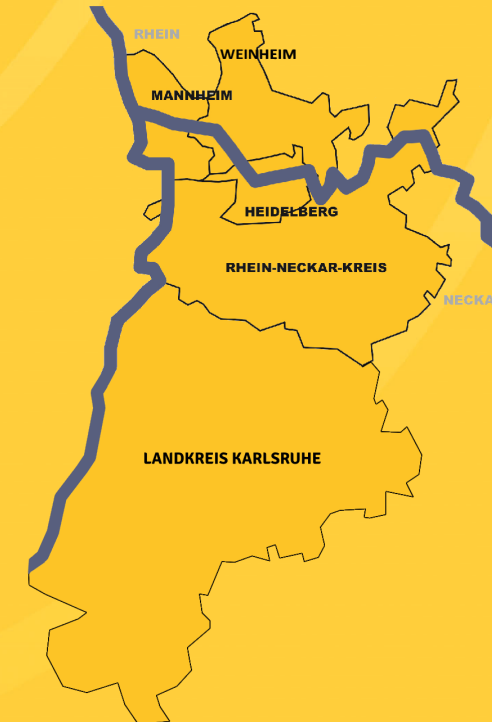 RHEIN
WEINHEIM
MANNHEIM
HEIDELBERG
RHEIN-NECKAR-KREIS
NECKA
LANDKREIS KARLSRUHE